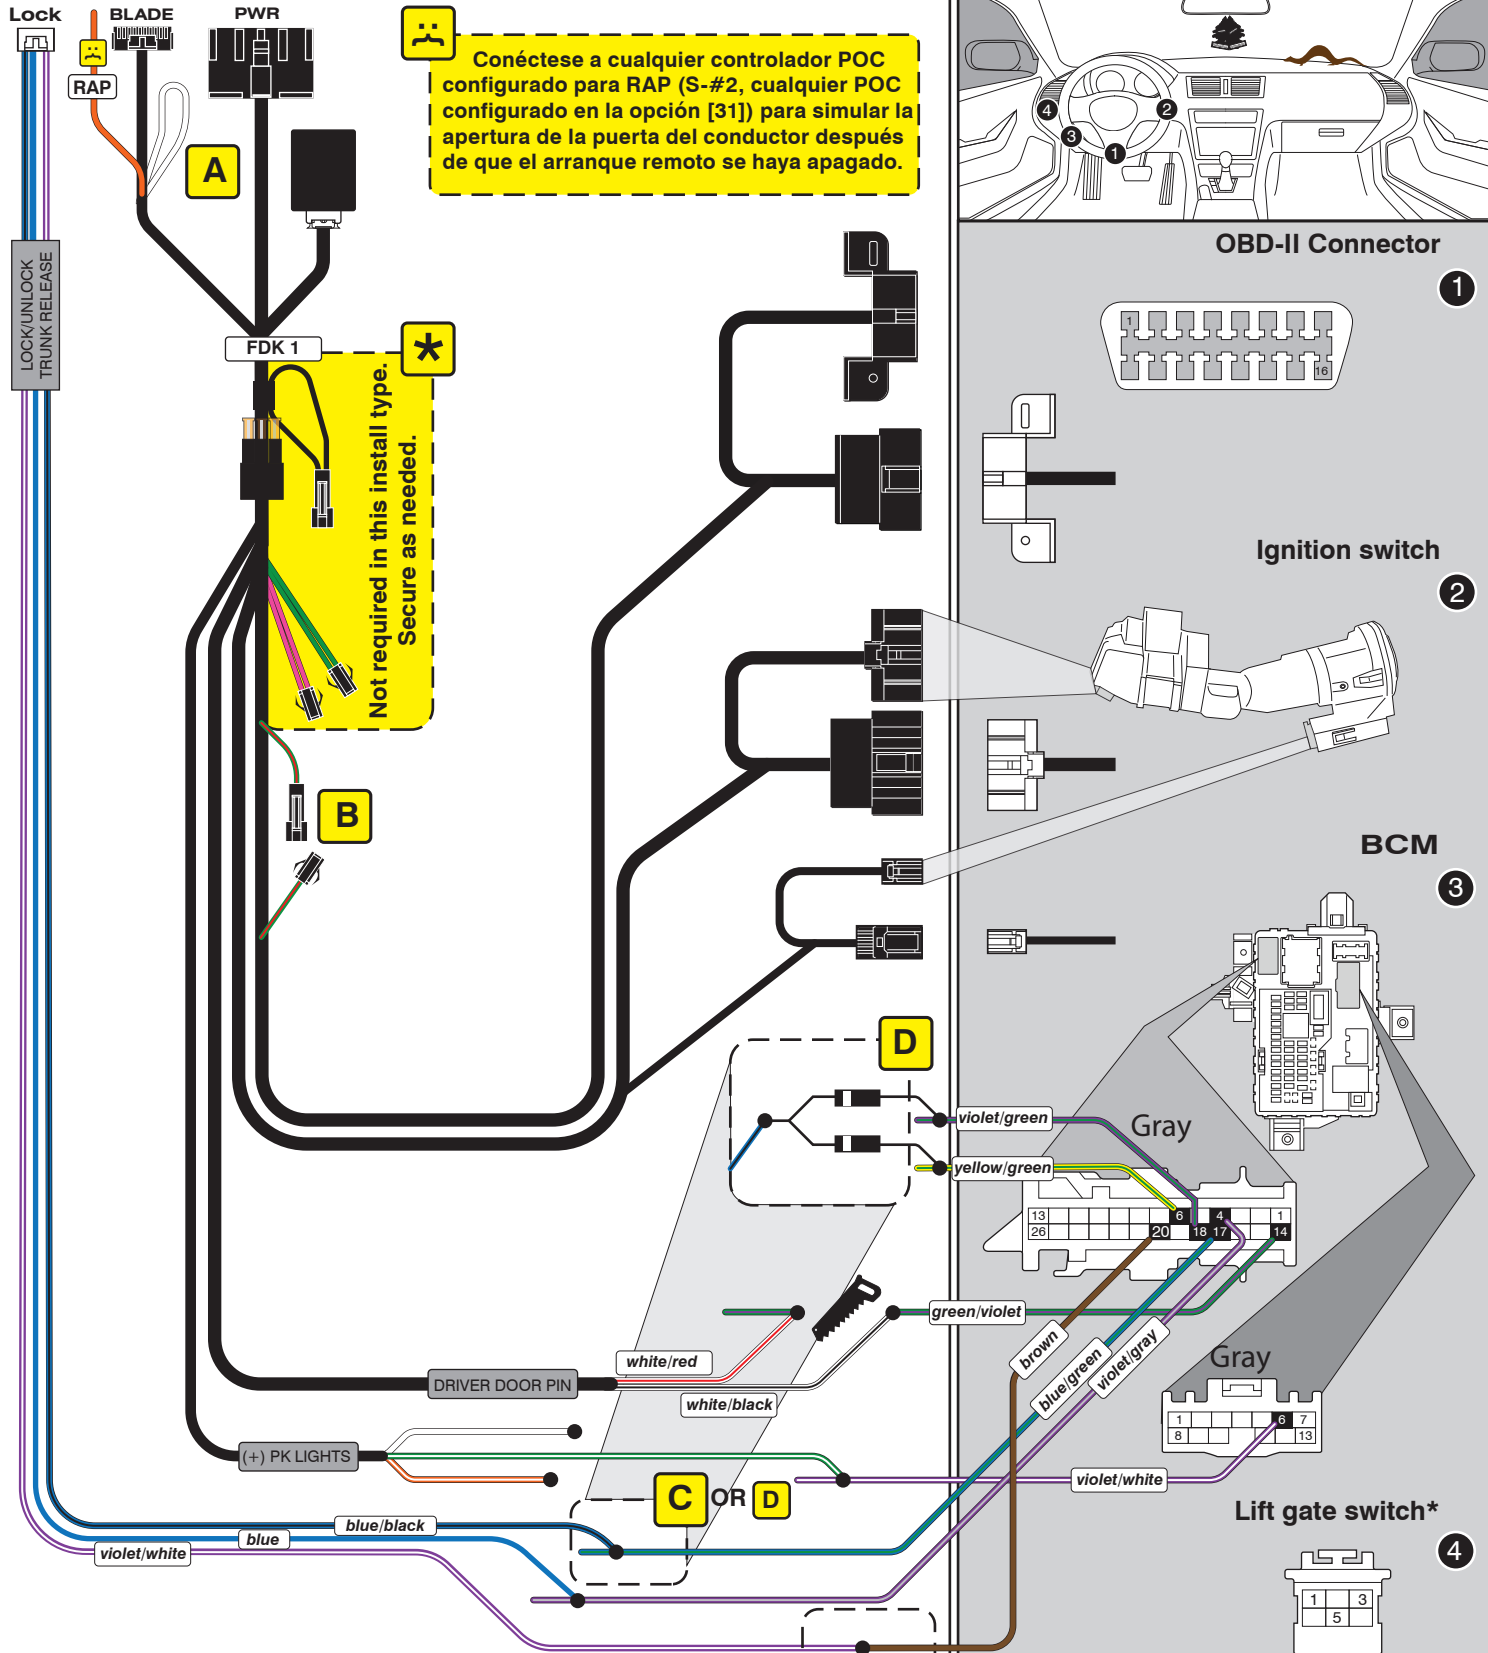 Lock
BLADE
PWR
RAP
A
Conéctese a cualquier controlador POC
configurado para RAP (S-#2, cualquier POC
configurado en la opción [31]) para simular la
apertura de la puerta del conductor después
de que el arranque remoto se haya apagado.
4
2
3
1
LOCK/UNLOCK
TRUNK RELEASE
OBD-II Connector
1
1
16
FDK 1
*
Not required in this install type.
Secure as needed.
Ignition switch
2
B
BCM
3
D
violet/green
Gray
yellow/green
13
6
4
1
26
20
18
17
14
green/violet
brown
blue/green
violet/gray
white/red
DRIVER DOOR PIN
white/black
Gray
1
6
7
8
13
(+) PK LIGHTS
violet/white
C OR D
Lift gate switch*
4
blue/black
blue
violet/white
1
3
5